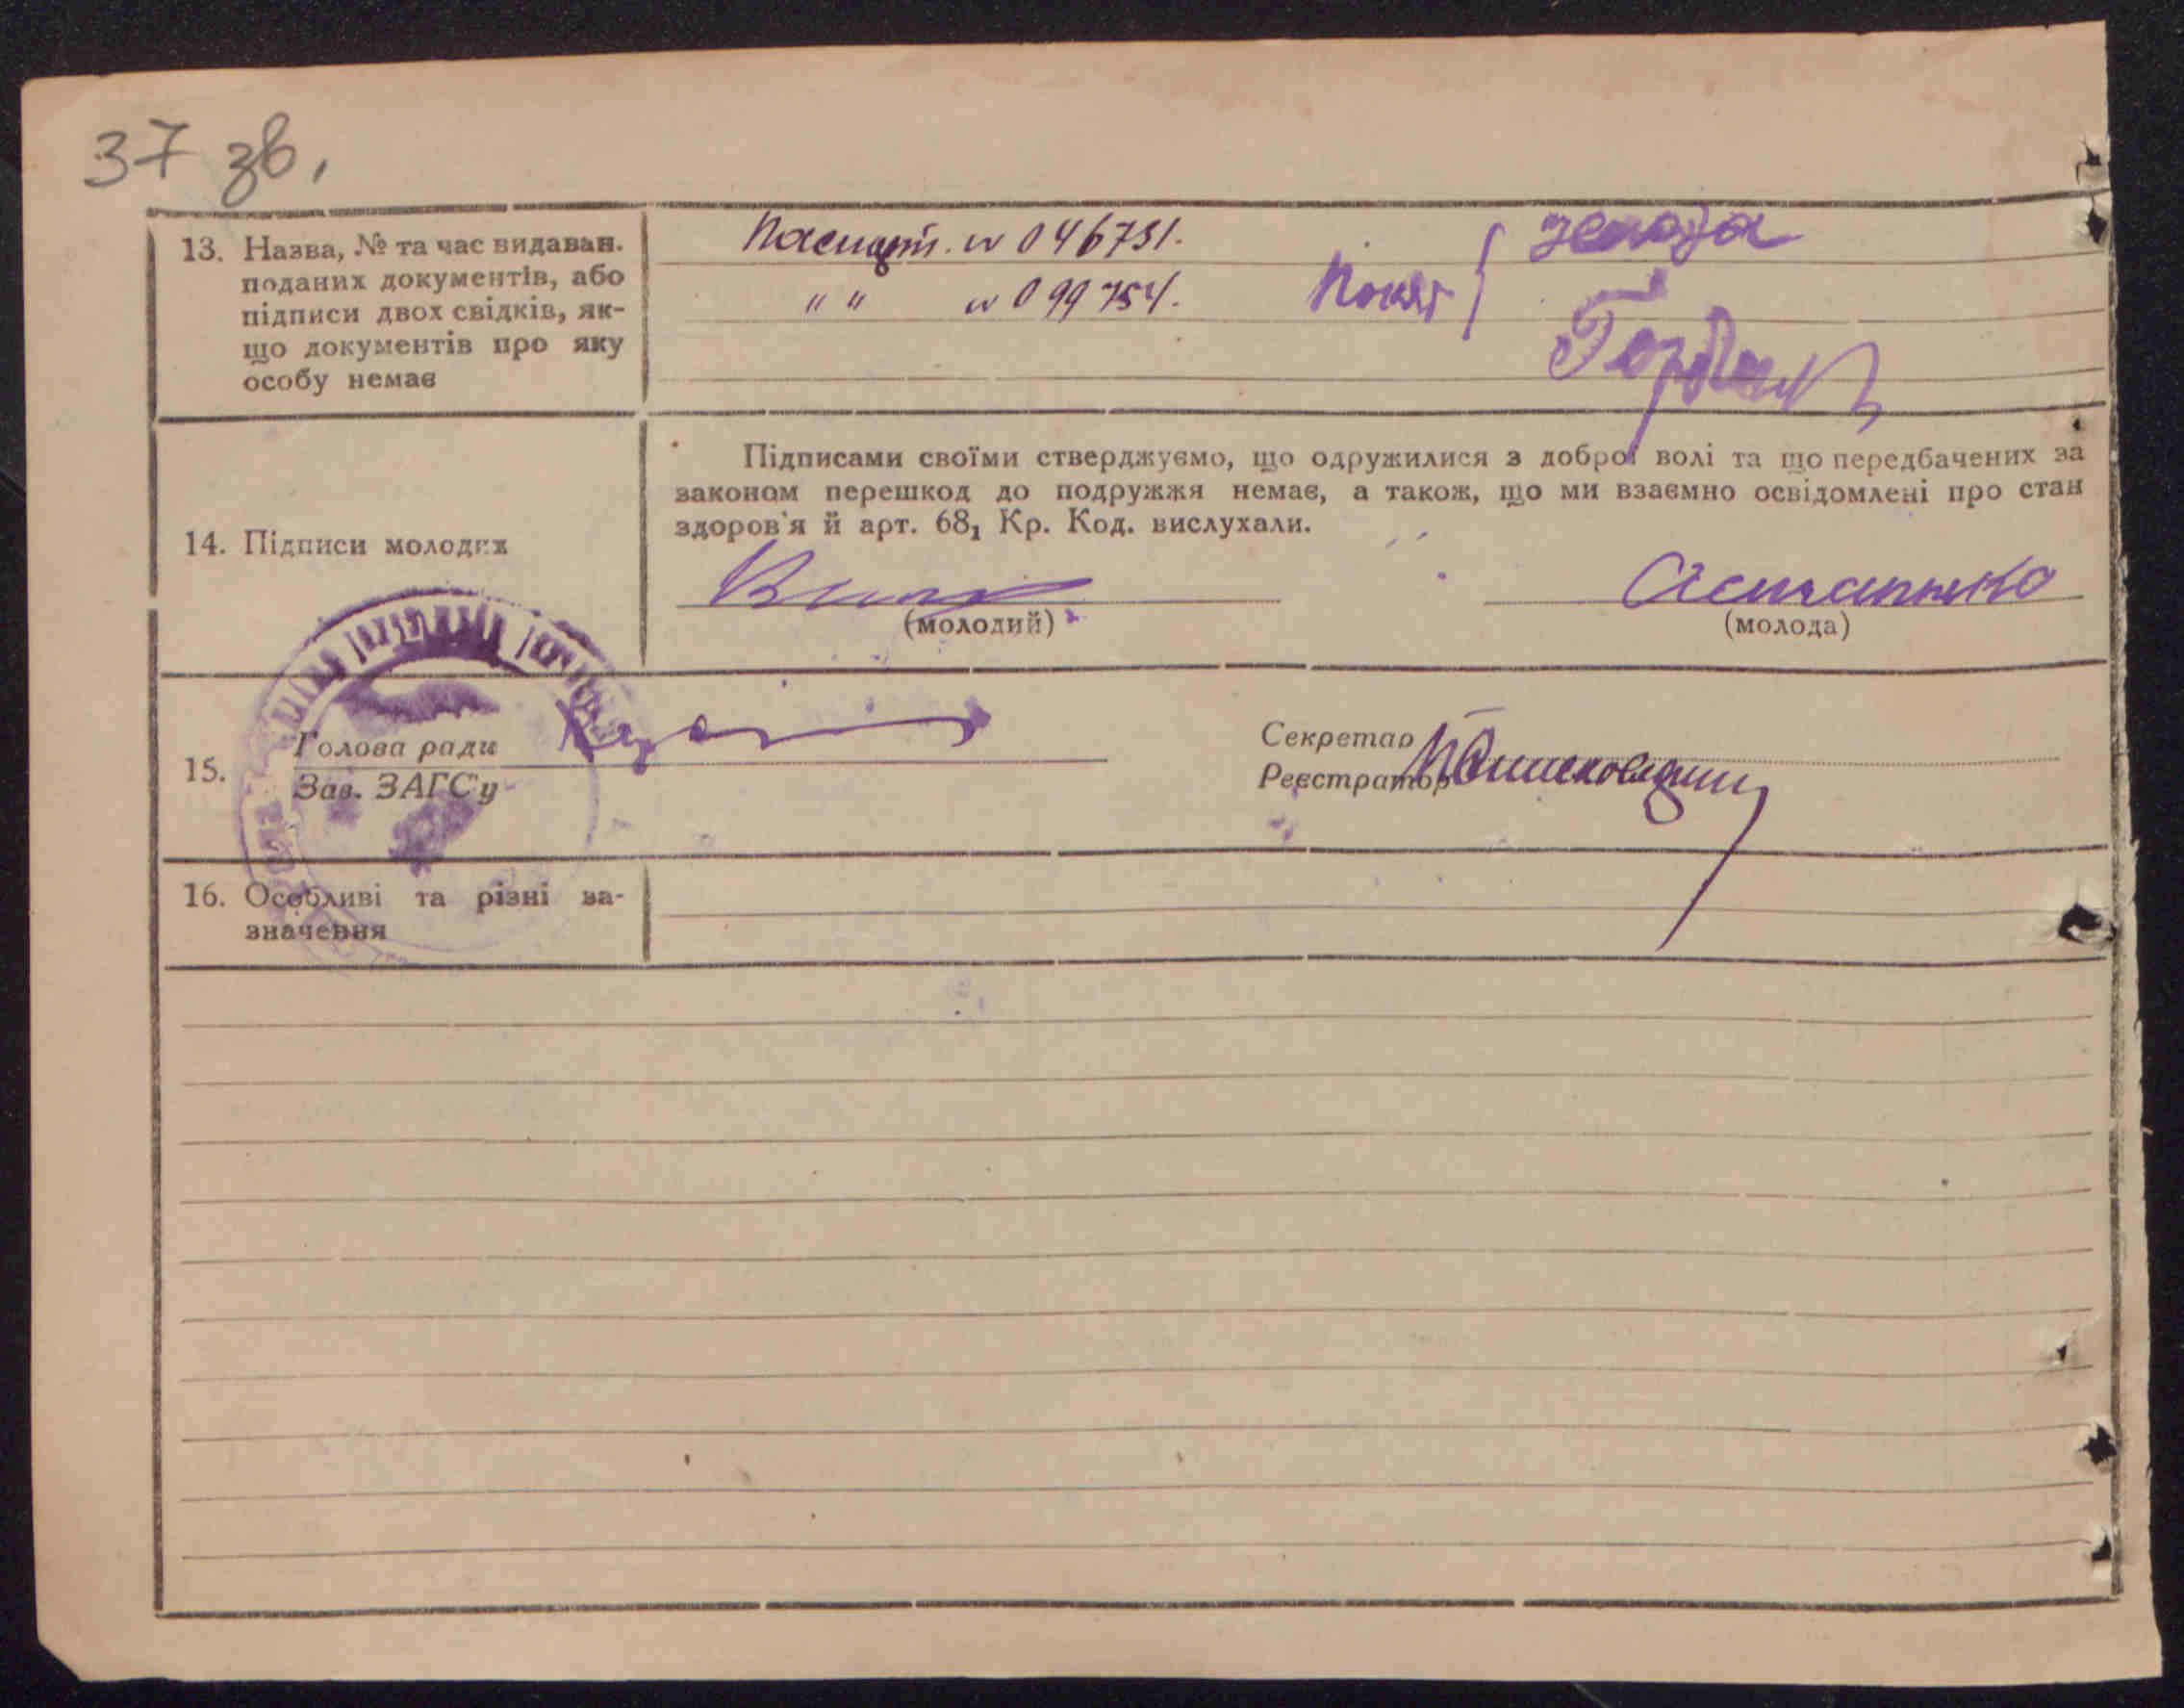 37 зв.
13. Назва, № та час видаван.
поданих документів, або
підписи двох свідків, як-
що документів про яку
особу немає
Паспорт. № 046731.
" " № 099754.
14. Підписи молодих
Підписами своїми стверджуємо, що одружилися з доброї волі та що передбачених за
законом перешкод до подружжя немає, а також, що ми взаємно освідомлені про стан
здоров'я й арт. 68₁ Кр. Код. вислухали.
(молодий)
(молода)
15. Голова ради
Зав. ЗАГС'у
Секретар
Реєстратор
16. Особливі та різні за-
значення